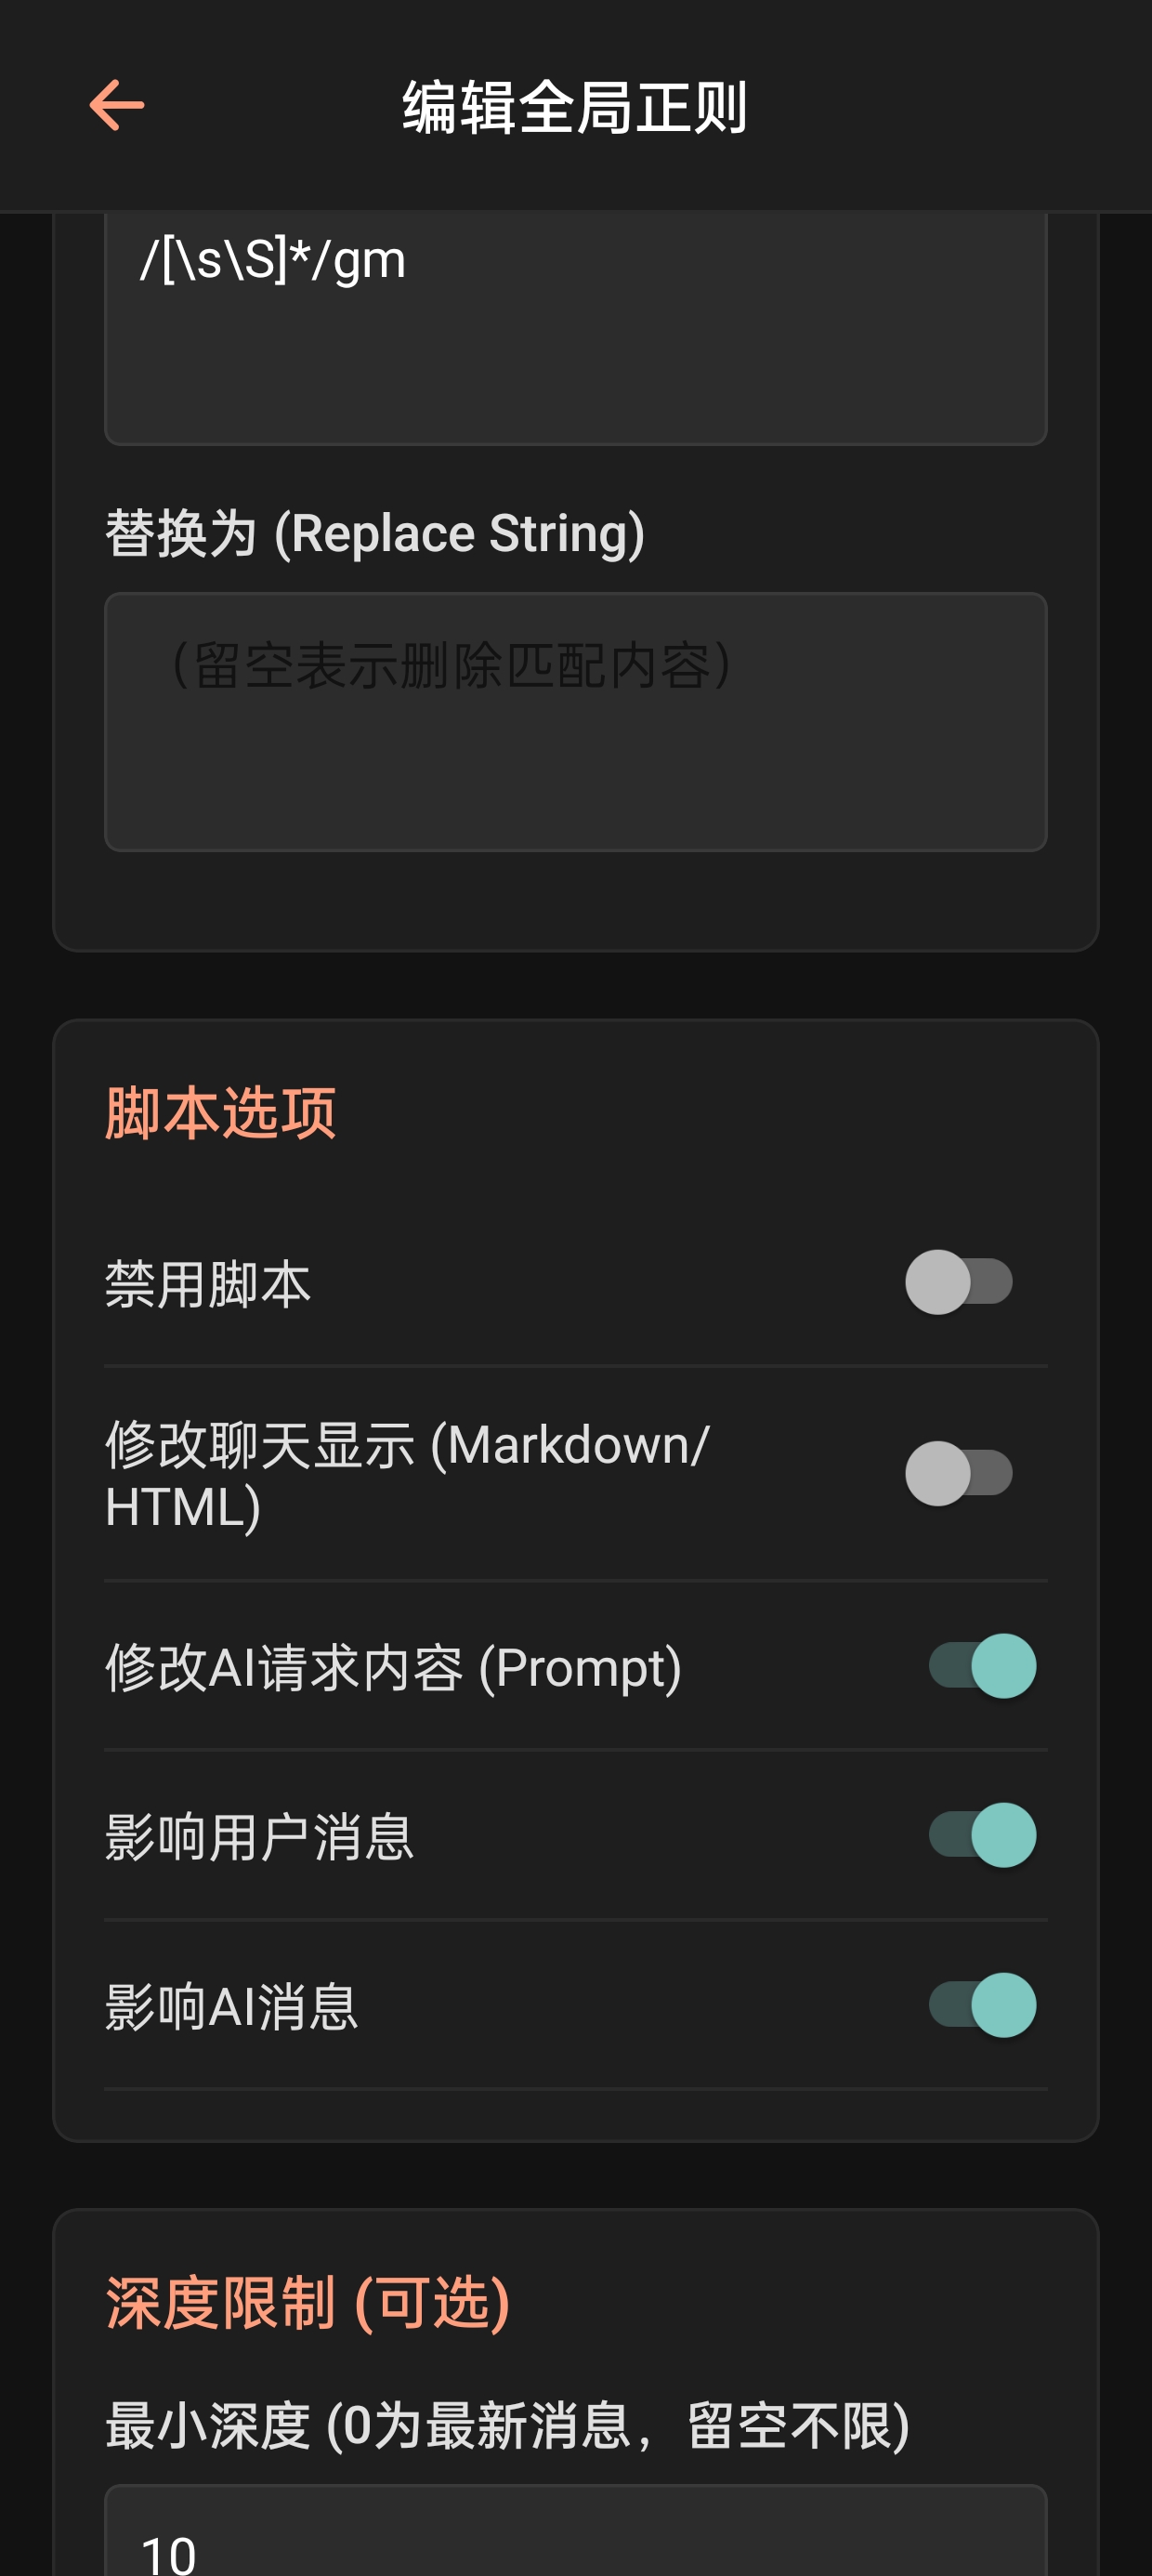 编辑全局正则
/[\s\S]*/gm
替换为 (Replace String)
（留空表示删除匹配内容）
脚本选项
禁用脚本
修改聊天显示 (Markdown/
HTML)
修改AI请求内容 (Prompt)
影响用户消息
影响AI消息
深度限制 (可选)
最小深度 (0为最新消息，留空不限)
10